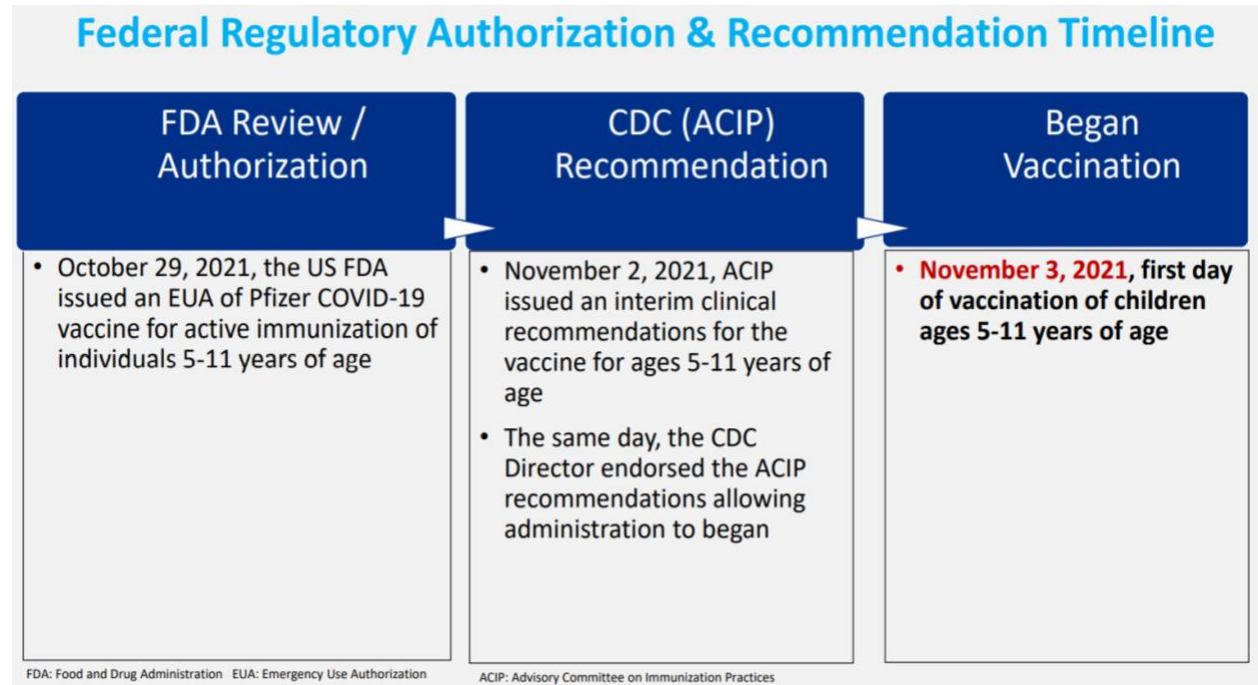 Federal Regulatory Authorization & Recommendation Timeline
FDA Review /
Authorization
• October 29, 2021, the US FDA
issued an EUA of Pfizer COVID-19
vaccine for active immunization of
individuals 5-11 years of age
CDC (ACIP)
Recommendation
• November 2, 2021, ACIP
issued an interim clinical
recommendations for the
vaccine for ages 5-11 years of
age
• The same day, the CDC
Director endorsed the ACIP
recommendations allowing
administration to began
Began
Vaccination
• November 3, 2021, first day
of vaccination of children
ages 5-11 years of age
FDA: Food and Drug Administration EUA: Emergency Use Authorization
ACIP: Advisory Committee on Immunization Practices